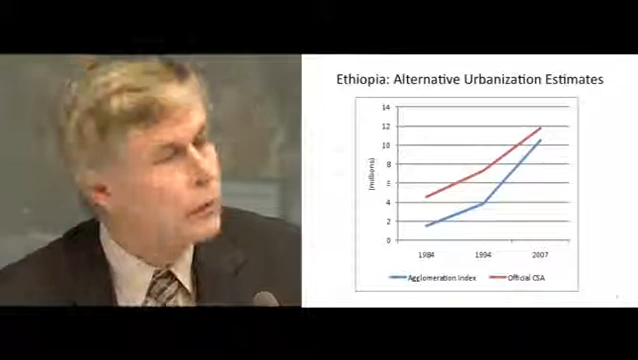 Ethiopia: Alternative Urbanization Estimates
14
12
10
8
6
4
2
0
(millions)
1984 1994 2007
Agglomeration Index Official CSA